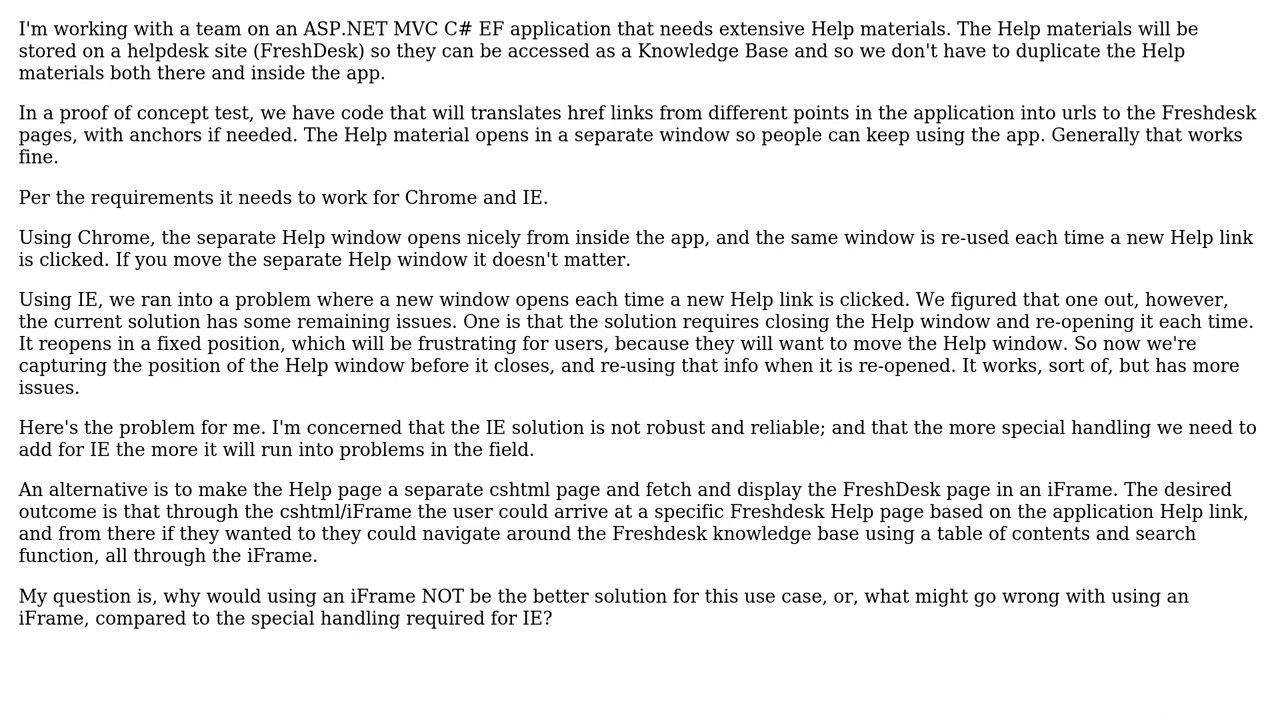 I'm working with a team on an ASP.NET MVC C# EF application that needs extensive Help materials. The Help materials will be
stored on a helpdesk site (FreshDesk) so they can be accessed as a Knowledge Base and so we don't have to duplicate the Help
materials both there and inside the app.
In a proof of concept test, we have code that will translates href links from different points in the application into urls to the Freshdesk
pages, with anchors if needed. The Help material opens in a separate window so people can keep using the app. Generally that works
fine.
Per the requirements it needs to work for Chrome and IE.
Using Chrome, the separate Help window opens nicely from inside the app, and the same window is re-used each time a new Help link
is clicked. If you move the separate Help window it doesn't matter.
Using IE, we ran into a problem where a new window opens each time a new Help link is clicked. We figured that one out, however,
the current solution has some remaining issues. One is that the solution requires closing the Help window and re-opening it each time.
It reopens in a fixed position, which will be frustrating for users, because they will want to move the Help window. So now we're
capturing the position of the Help window before it closes, and re-using that info when it is re-opened. It works, sort of, but has more
issues.
Here's the problem for me. I'm concerned that the IE solution is not robust and reliable; and that the more special handling we need to
add for IE the more it will run into problems in the field.
An alternative is to make the Help page a separate cshtml page and fetch and display the FreshDesk page in an iFrame. The desired
outcome is that through the cshtml/iFrame the user could arrive at a specific Freshdesk Help page based on the application Help link,
and from there if they wanted to they could navigate around the Freshdesk knowledge base using a table of contents and search
function, all through the iFrame.
My question is, why would using an iFrame NOT be the better solution for this use case, or, what might go wrong with using an
iFrame, compared to the special handling required for IE?